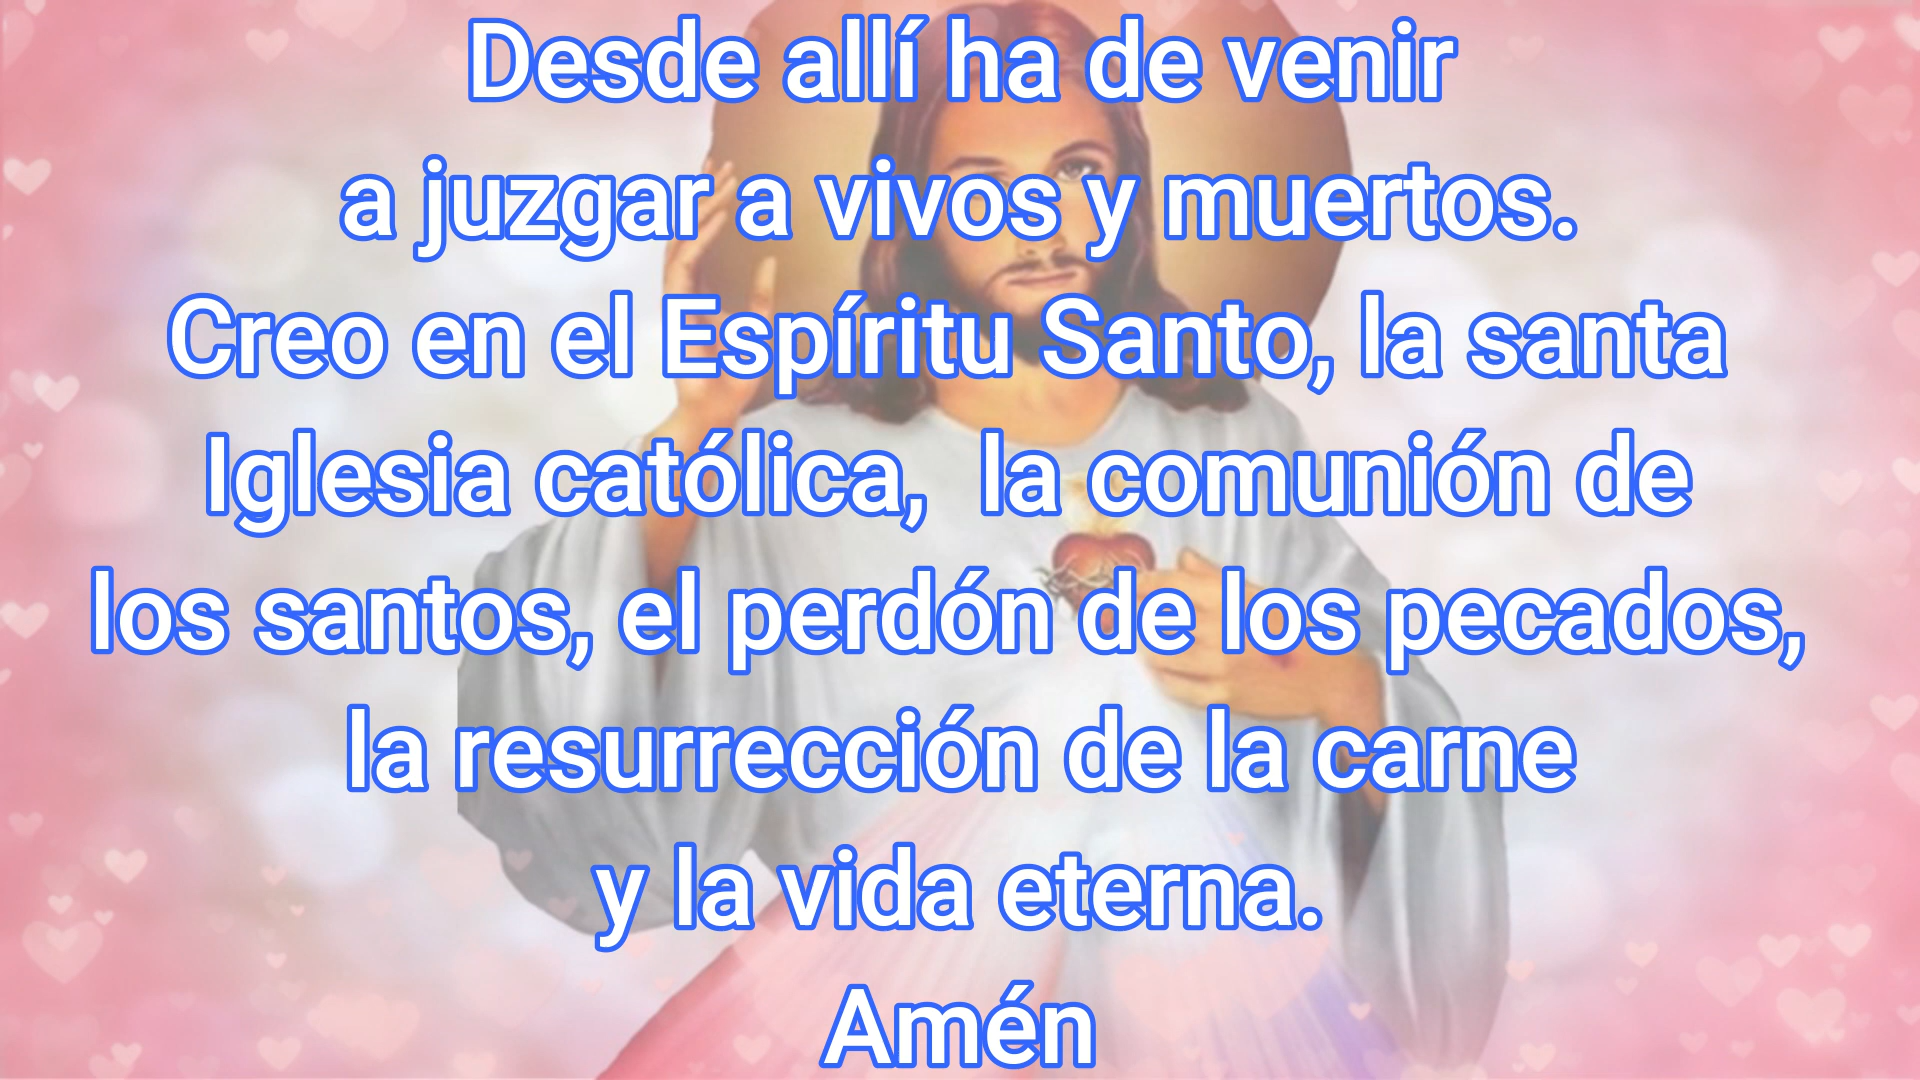 Desde allí ha de venir
a juzgar a vivos y muertos.
Creo en el Espíritu Santo, la santa
Iglesia católica,  la comunión de
los santos, el perdón de los pecados,
la resurrección de la carne
y la vida eterna.
Amén